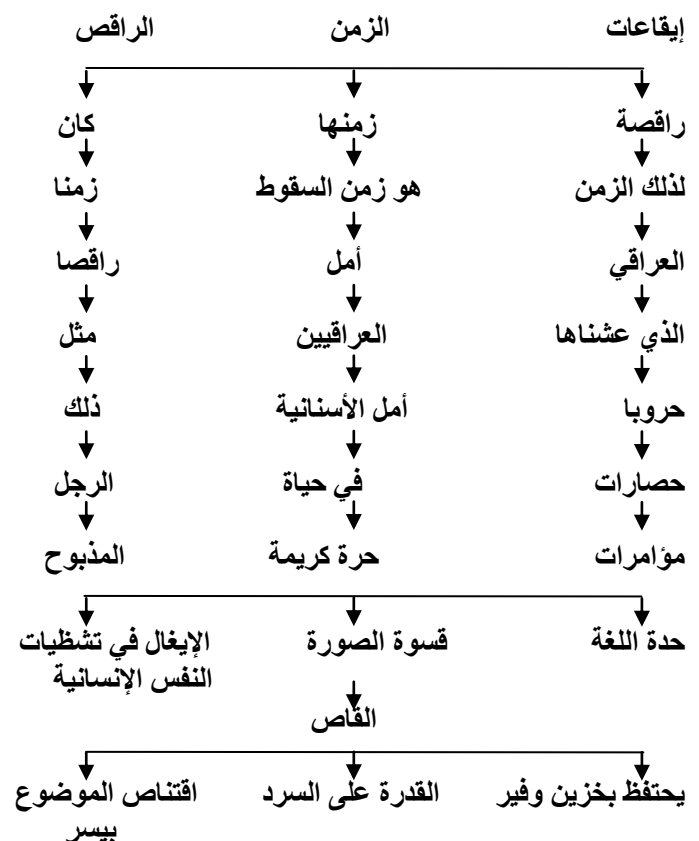 إيقاعات الزمن الراقص
راقصة زمنها كان
لذلك الزمن هو زمن السقوط زمنا
العراقي أمل راقصا
الذي عشناها العراقيين مثل
حروبا أمل الأسنانية ذلك
حصارات في حياة الرجل
مؤامرات حرة كريمة المذبوح
حدة اللغة قسوة الصورة الإيغال في تشظيات
النفس الإنسانية
القاص
يحتفظ بخزين وفير القدرة على السرد اقتناص الموضوع
بيسر